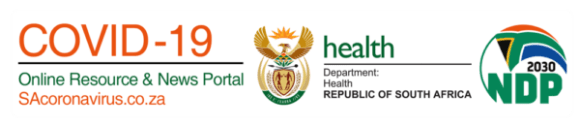 COVID-19
Online Resource & News Portal
SAcoronavirus.co.za
health
Department:
Health
REPUBLIC OF SOUTH AFRICA
2030
NDP